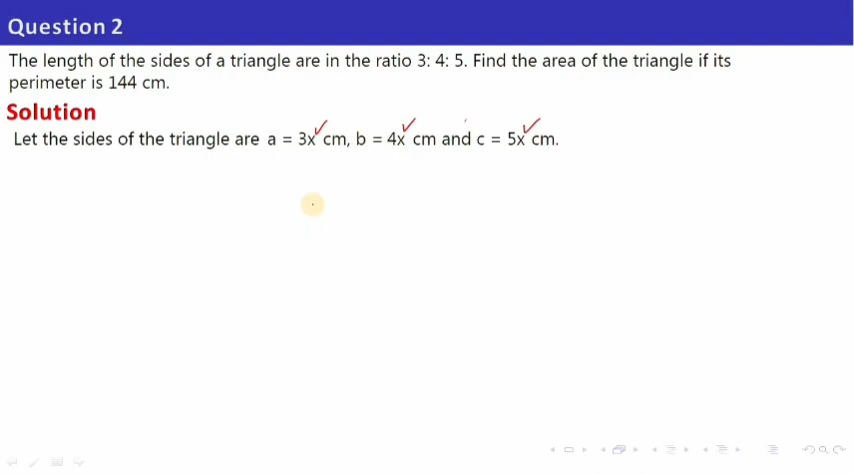 Question 2
The length of the sides of a triangle are in the ratio 3: 4: 5. Find the area of the triangle if its
perimeter is 144 cm.
Solution
Let the sides of the triangle are a = 3x cm, b = 4x cm and c = 5x cm.